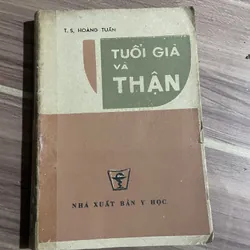 T. S. HOÀNG TUẤN
TUỔI GIÀ
VÀ
THẬN
NHÀ XUẤT BẢN Y HỌC